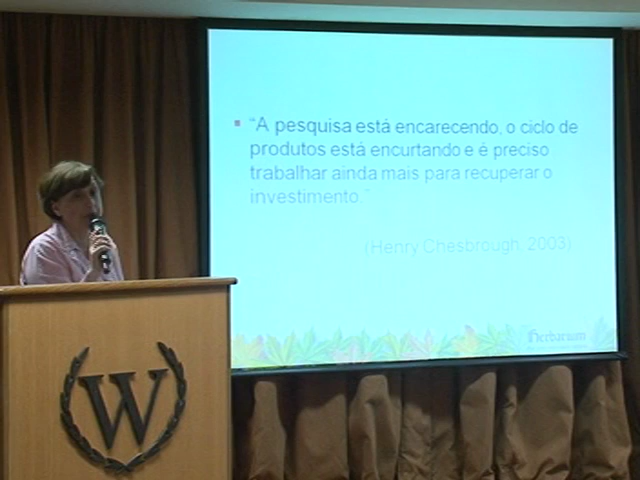 "A pesquisa está encarecendo, o ciclo de
produtos está encurtando e é preciso
trabalhar ainda mais para recuperar o
investimento."
(Henry Chesbrough, 2003)
Herbarium
W